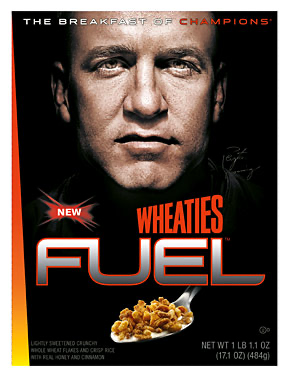 THE BREAKFAST OF CHAMPIONS®
NEW
WHEATIES
FUEL™
LIGHTLY SWEETENED CRUNCHY
WHOLE WHEAT FLAKES AND CRISP RICE
WITH REAL HONEY AND CINNAMON
NET WT 1 LB 1.1 OZ
(17.1 OZ) (484g)